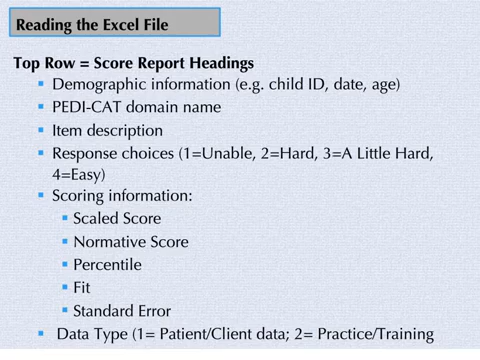 Reading the Excel File
Top Row = Score Report Headings
▪ Demographic information (e.g. child ID, date, age)
▪ PEDI-CAT domain name
▪ Item description
▪ Response choices (1=Unable, 2=Hard, 3=A Little Hard,
4=Easy)
▪ Scoring information:
▪ Scaled Score
▪ Normative Score
▪ Percentile
▪ Fit
▪ Standard Error
▪ Data Type (1= Patient/Client data; 2= Practice/Training